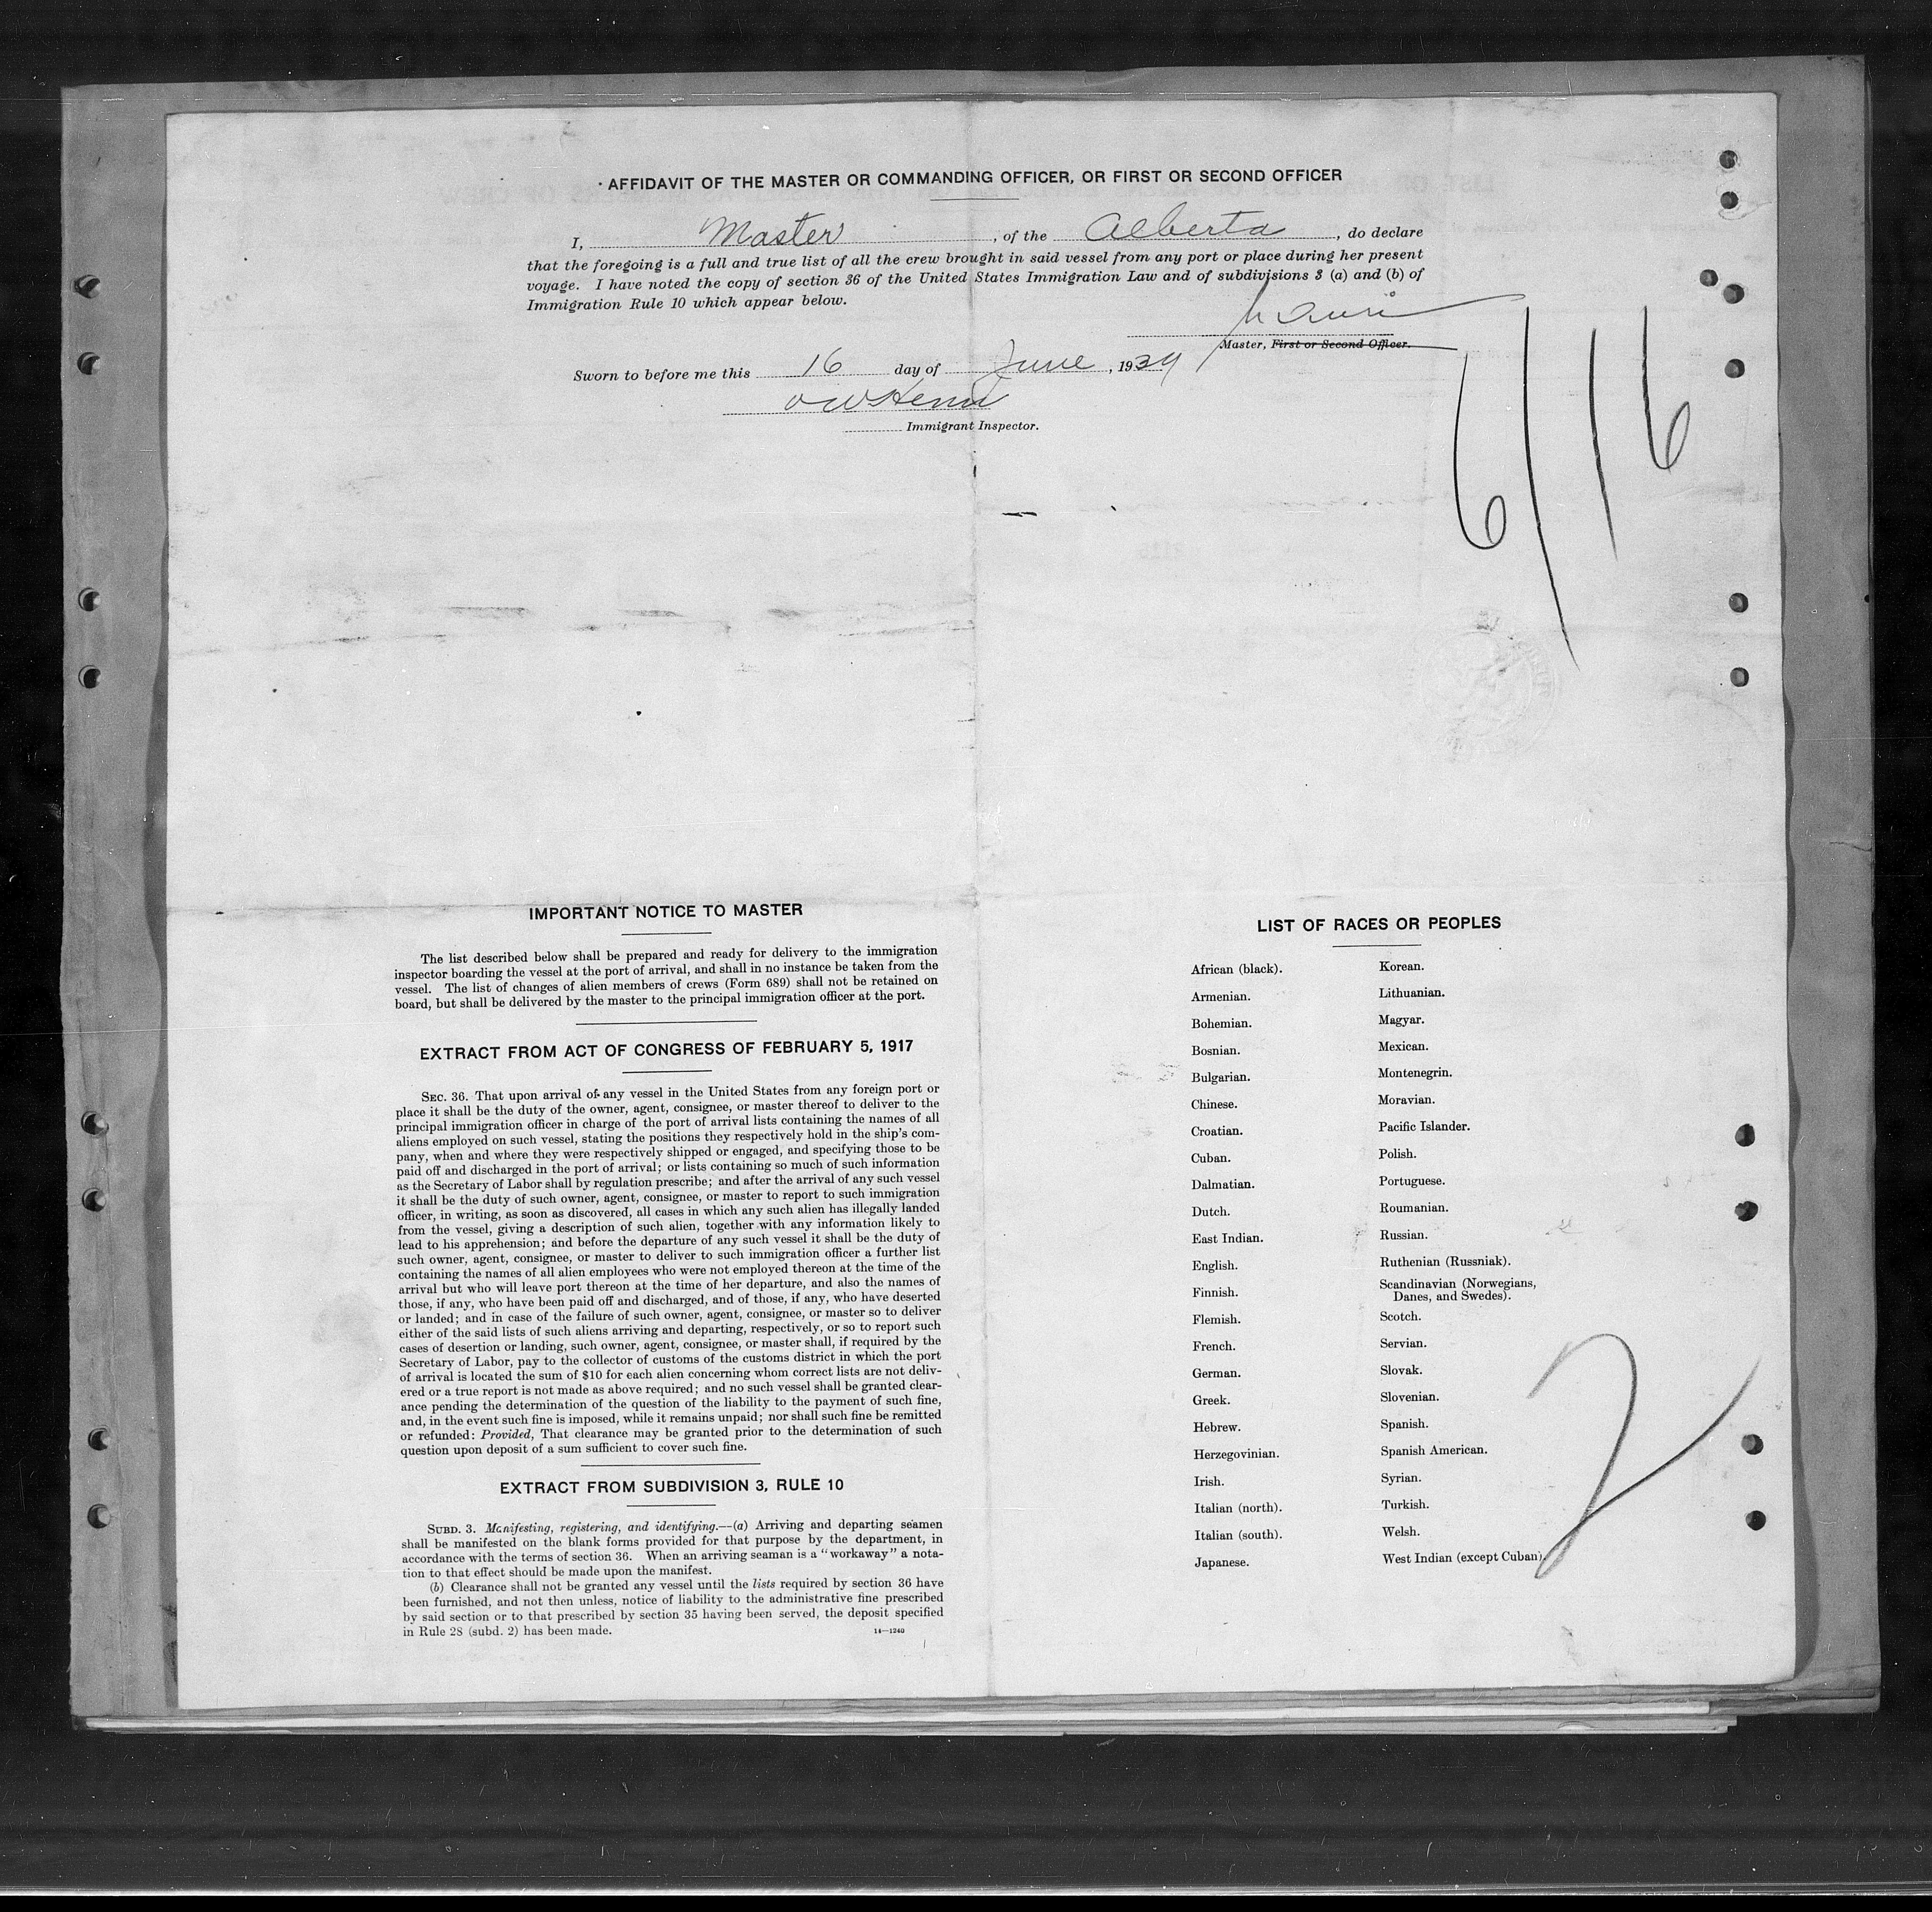 AFFIDAVIT OF THE MASTER OR COMMANDING OFFICER, OR FIRST OR SECOND OFFICER
I, Master, of the Alberta, do declare
that the foregoing is a full and true list of all the crew brought in said vessel from any port or place during her present
voyage. I have noted the copy of section 36 of the United States Immigration Law and of subdivisions 3 (a) and (b) of
Immigration Rule 10 which appear below.
Master, First or Second Officer.
Sworn to before me this 16 day of June, 1934
Immigrant Inspector.
6/16
IMPORTANT NOTICE TO MASTER
The list described below shall be prepared and ready for delivery to the immigration
inspector boarding the vessel at the port of arrival, and shall in no instance be taken from the
vessel. The list of changes of alien members of crews (Form 689) shall not be retained on
board, but shall be delivered by the master to the principal immigration officer at the port.
EXTRACT FROM ACT OF CONGRESS OF FEBRUARY 5, 1917
SEC. 36. That upon arrival of any vessel in the United States from any foreign port or
place it shall be the duty of the owner, agent, consignee, or master thereof to deliver to the
principal immigration officer in charge of the port of arrival lists containing the names of all
aliens employed on such vessel, stating the positions they respectively hold in the ship's com-
pany, when and where they were respectively shipped or engaged, and specifying those to be
paid off and discharged in the port of arrival; or lists containing so much of such information
as the Secretary of Labor shall by regulation prescribe; and after the arrival of any such vessel
it shall be the duty of such owner, agent, consignee, or master to report to such immigration
officer, in writing, as soon as discovered, all cases in which any such alien has illegally landed
from the vessel, giving a description of such alien, together with any information likely to
lead to his apprehension; and before the departure of any such vessel it shall be the duty of
such owner, agent, consignee, or master to deliver to such immigration officer a further list
containing the names of all alien employees who were not employed thereon at the time of the
arrival but who will leave port thereon at the time of her departure, and also the names of
those, if any, who have been paid off and discharged, and of those, if any, who have deserted
or landed; and in case of the failure of such owner, agent, consignee, or master so to deliver
either of the said lists of such aliens arriving and departing, respectively, or so to report such
cases of desertion or landing, such owner, agent, consignee, or master shall, if required by the
Secretary of Labor, pay to the collector of customs of the customs district in which the port
of arrival is located the sum of $10 for each alien concerning whom correct lists are not deliv-
ered or a true report is not made as above required; and no such vessel shall be granted clear-
ance pending the determination of the question of the liability to the payment of such fine,
and, in the event such fine is imposed, while it remains unpaid; nor shall such fine be remitted
or refunded: Provided, That clearance may be granted prior to the determination of such
question upon deposit of a sum sufficient to cover such fine.
EXTRACT FROM SUBDIVISION 3, RULE 10
SUBD. 3. Manifesting, registering, and identifying.—(a) Arriving and departing seamen
shall be manifested on the blank forms provided for that purpose by the department, in
accordance with the terms of section 36. When an arriving seaman is a "workaway" a nota-
tion to that effect should be made upon the manifest.
(b) Clearance shall not be granted any vessel until the lists required by section 36 have
been furnished, and not then unless, notice of liability to the administrative fine prescribed
by said section or to that prescribed by section 35 having been served, the deposit specified
in Rule 28 (subd. 2) has been made.
14—1240
LIST OF RACES OR PEOPLES
African (black).
Armenian.
Bohemian.
Bosnian.
Bulgarian.
Chinese.
Croatian.
Cuban.
Dalmatian.
Dutch.
East Indian.
English.
Finnish.
Flemish.
French.
German.
Greek.
Hebrew.
Herzegovinian.
Irish.
Italian (north).
Italian (south).
Japanese.
Korean.
Lithuanian.
Magyar.
Mexican.
Montenegrin.
Moravian.
Pacific Islander.
Polish.
Portuguese.
Roumanian.
Russian.
Ruthenian (Russniak).
Scandinavian (Norwegians,
Danes, and Swedes).
Scotch.
Servian.
Slovak.
Slovenian.
Spanish.
Spanish American.
Syrian.
Turkish.
Welsh.
West Indian (except Cuban).
2